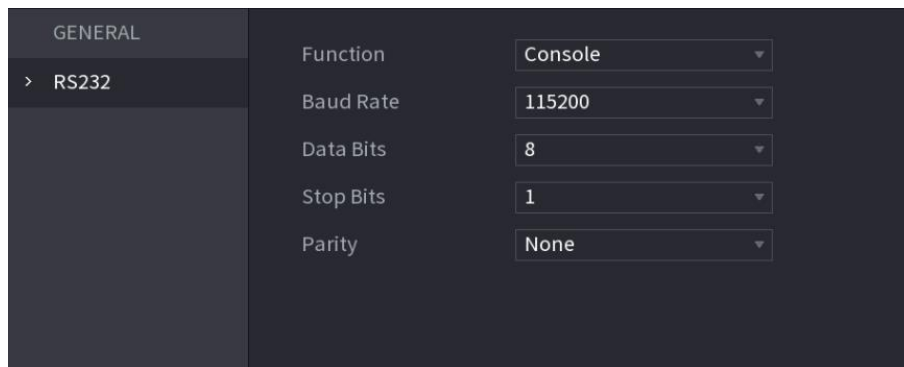 GENERAL
> RS232
Function Console
Baud Rate 115200
Data Bits 8
Stop Bits 1
Parity None